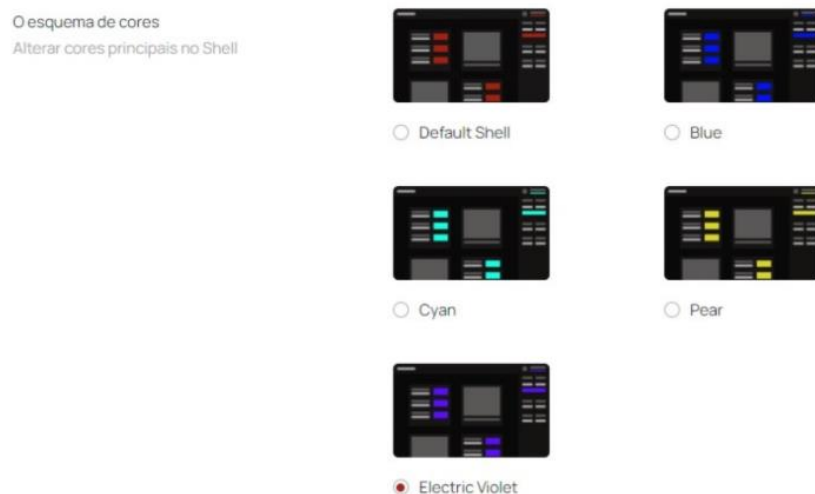 O esquema de cores
Alterar cores principais no Shell
Default Shell
Blue
Cyan
Pear
Electric Violet